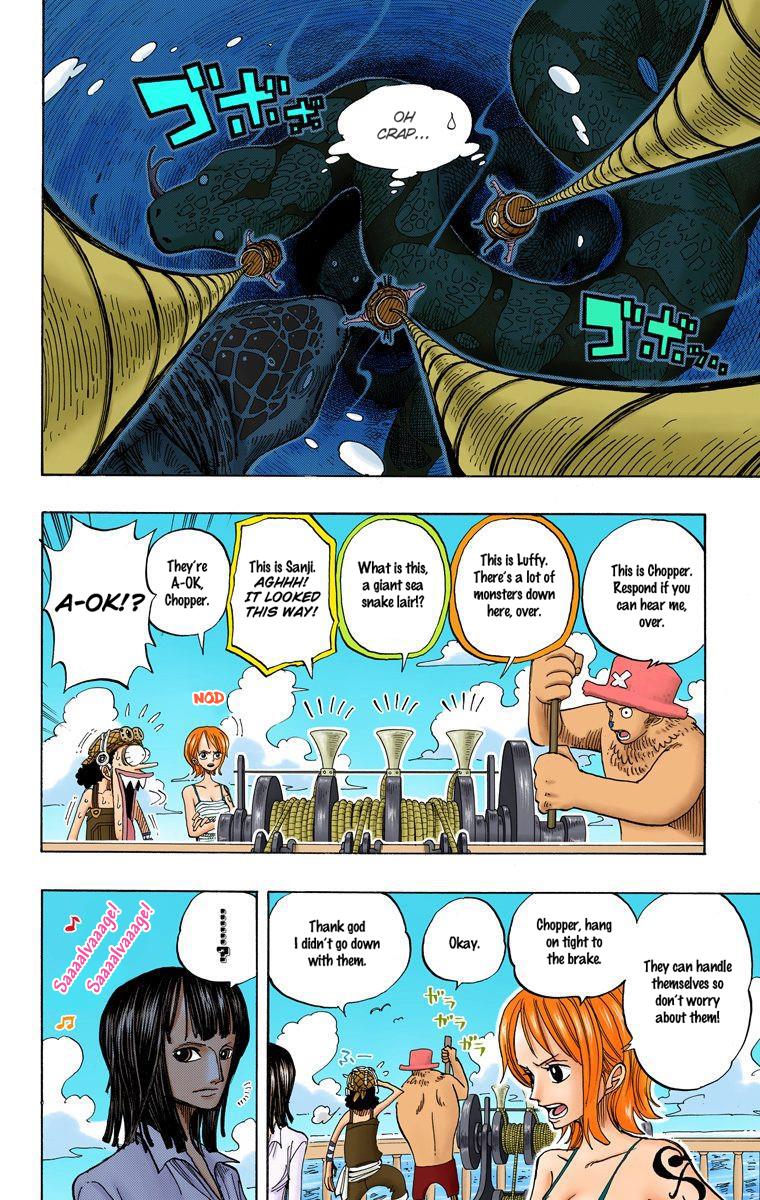 ゴボボ
OH
CRAP...
ゴボ...
This is Chopper.
Respond if you
can hear me,
over.
This is Luffy.
There's a lot of
monsters down
here, over.
What is this,
a giant sea
snake lair!?
This is Sanji.
AGHHH!
IT LOOKED
THIS WAY!
They're
A-OK,
Chopper.
A-OK!?
NOD
They can handle
themselves so
don't worry
about them!
Chopper, hang
on tight to the
brake.
Okay.
Thank god
I didn't go down
with them.
ガラ
ガラ
ガラ
ふー
Saaaalvaaaage!
Saaaalvaaaage!